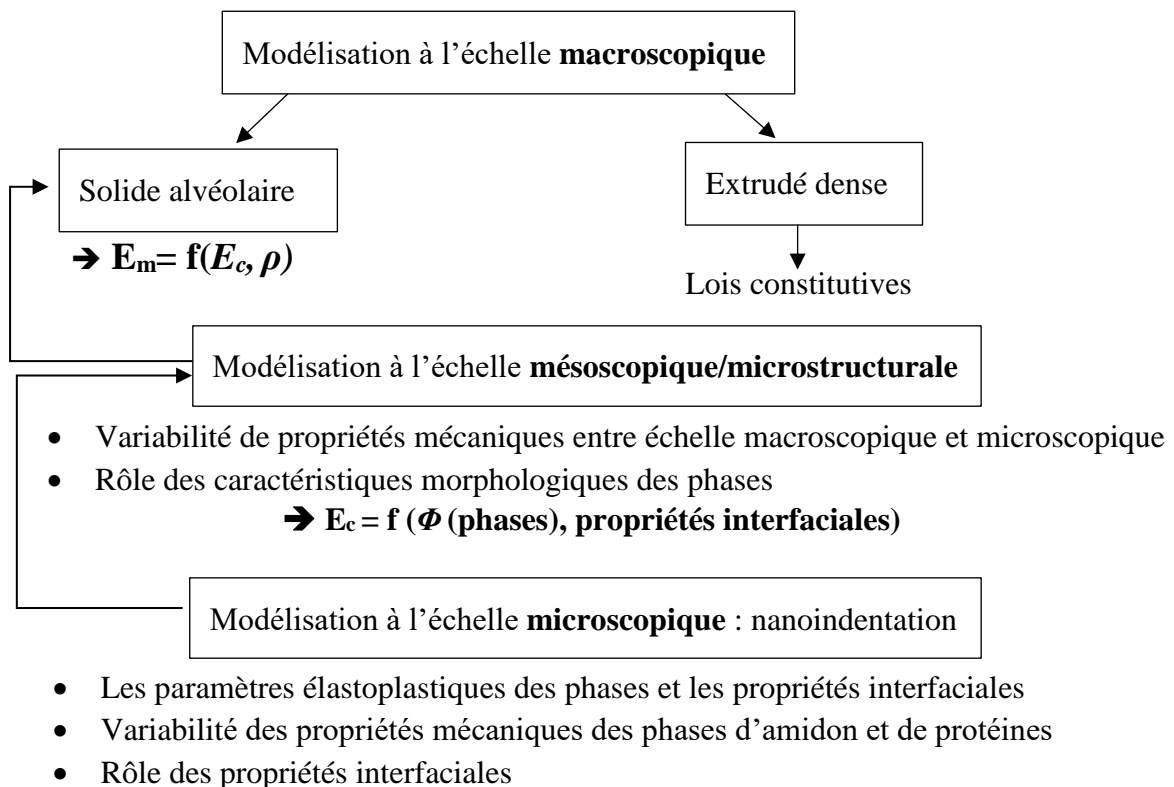 Modélisation à l’échelle macroscopique
Solide alvéolaire
Extrudé dense
➔ Em= f(Ec, ρ)
Lois constitutives
Modélisation à l’échelle mésoscopique/microstructurale
• Variabilité de propriétés mécaniques entre échelle macroscopique et microscopique
• Rôle des caractéristiques morphologiques des phases
➔ Ec = f (Φ (phases), propriétés interfaciales)
Modélisation à l’échelle microscopique : nanoindentation
• Les paramètres élastoplastiques des phases et les propriétés interfaciales
• Variabilité des propriétés mécaniques des phases d’amidon et de protéines
• Rôle des propriétés interfaciales